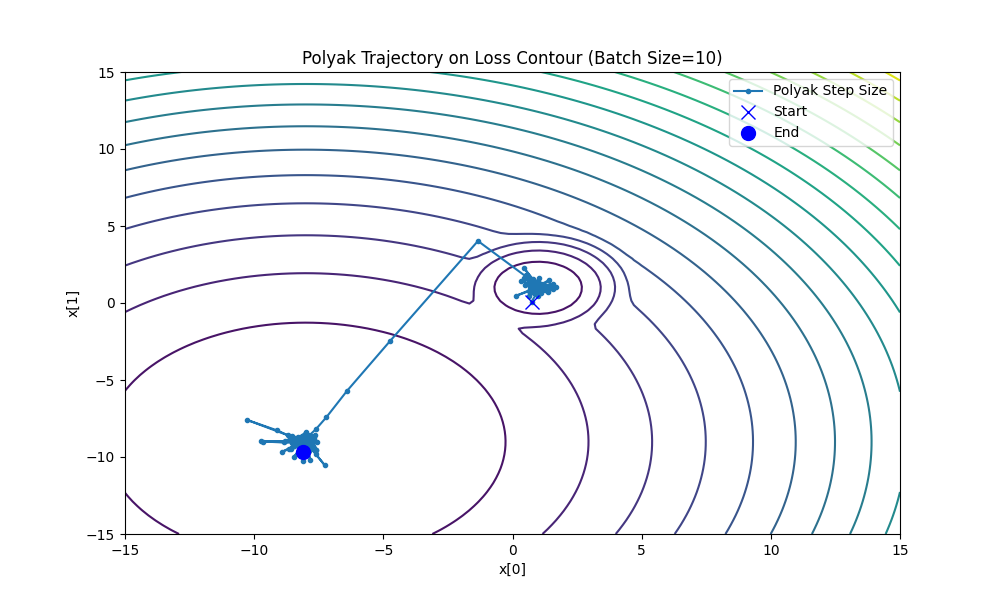 Polyak Trajectory on Loss Contour (Batch Size=10)
Polyak Step Size
Start
End
15
10
5
0
−5
−10
−15
x[1]
−15
−10
−5
0
5
10
15
x[0]